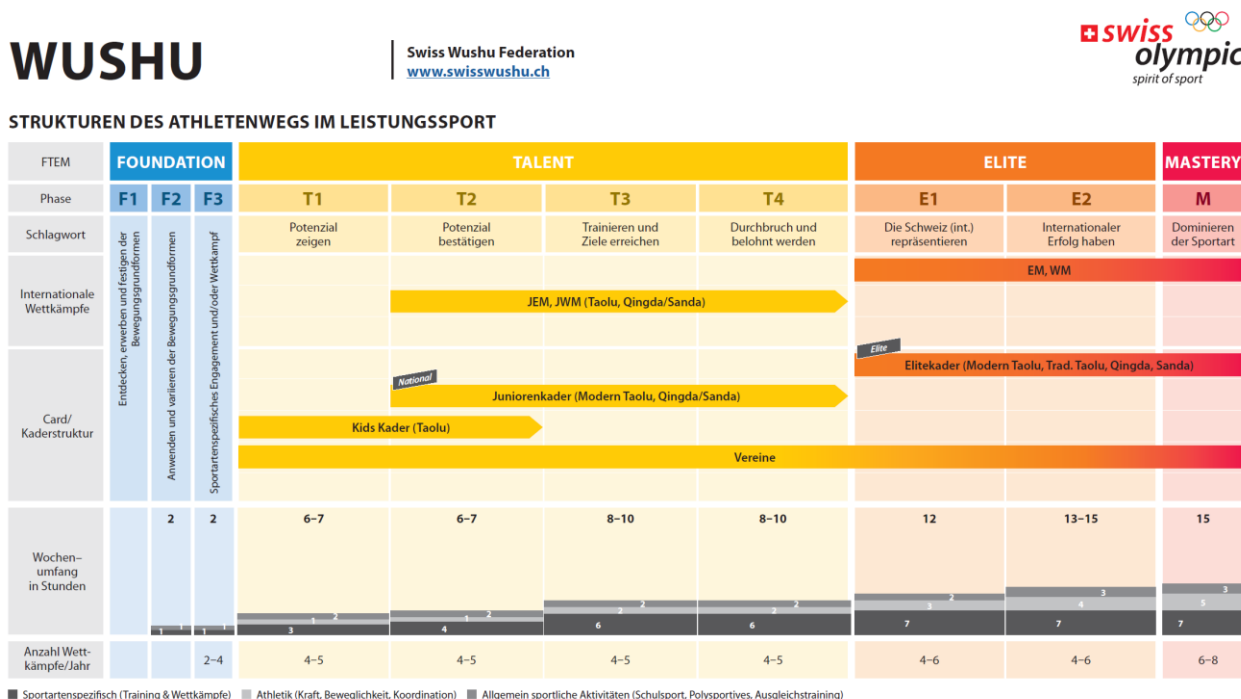 WUSHU
Swiss Wushu Federation
www.swisswushu.ch
swiss
olympic
spirit of sport
STRUKTUREN DES ATHLETENWEGS IM LEISTUNGSSPORT
FTEM FOUNDATION TALENT ELITE MASTERY
Phase F1 F2 F3 T1 T2 T3 T4 E1 E2 M
Schlagwort
Entdecken, erwerben und festigen der
Bewegungsgrundformen
Anwenden und variieren der Bewegungsgrundformen
Sportartenspezifisches Engagement und/oder Wettkampf
Potenzial
zeigen
Potenzial
bestätigen
Trainieren und
Ziele erreichen
Durchbruch und
belohnt werden
Die Schweiz (int.)
repräsentieren
Internationaler
Erfolg haben
Dominieren
der Sportart
Internationale
Wettkämpfe
EM, WM
JEM, JWM (Taolu, Qingda/Sanda)
Card/
Kaderstruktur
Elite
Elitekader (Modern Taolu, Trad. Taolu, Qingda, Sanda)
National
Juniorenkader (Modern Taolu, Qingda/Sanda)
Kids Kader (Taolu)
Vereine
Wochen–
umfang
in Stunden
2 2 6–7 6–7 8–10 8–10 12 13–15 15
1 1 2 2 2 2 2 3 3
1 1 1 1 2 2 3 4 5
3 4 6 6 7 7 7
Anzahl Wett-
kämpfe/Jahr
2–4 4–5 4–5 4–5 4–5 4–6 4–6 6–8
Sportartenspezifisch (Training & Wettkämpfe) Athletik (Kraft, Beweglichkeit, Koordination) Allgemein sportliche Aktivitäten (Schulsport, Polysportives, Ausgleichstraining)